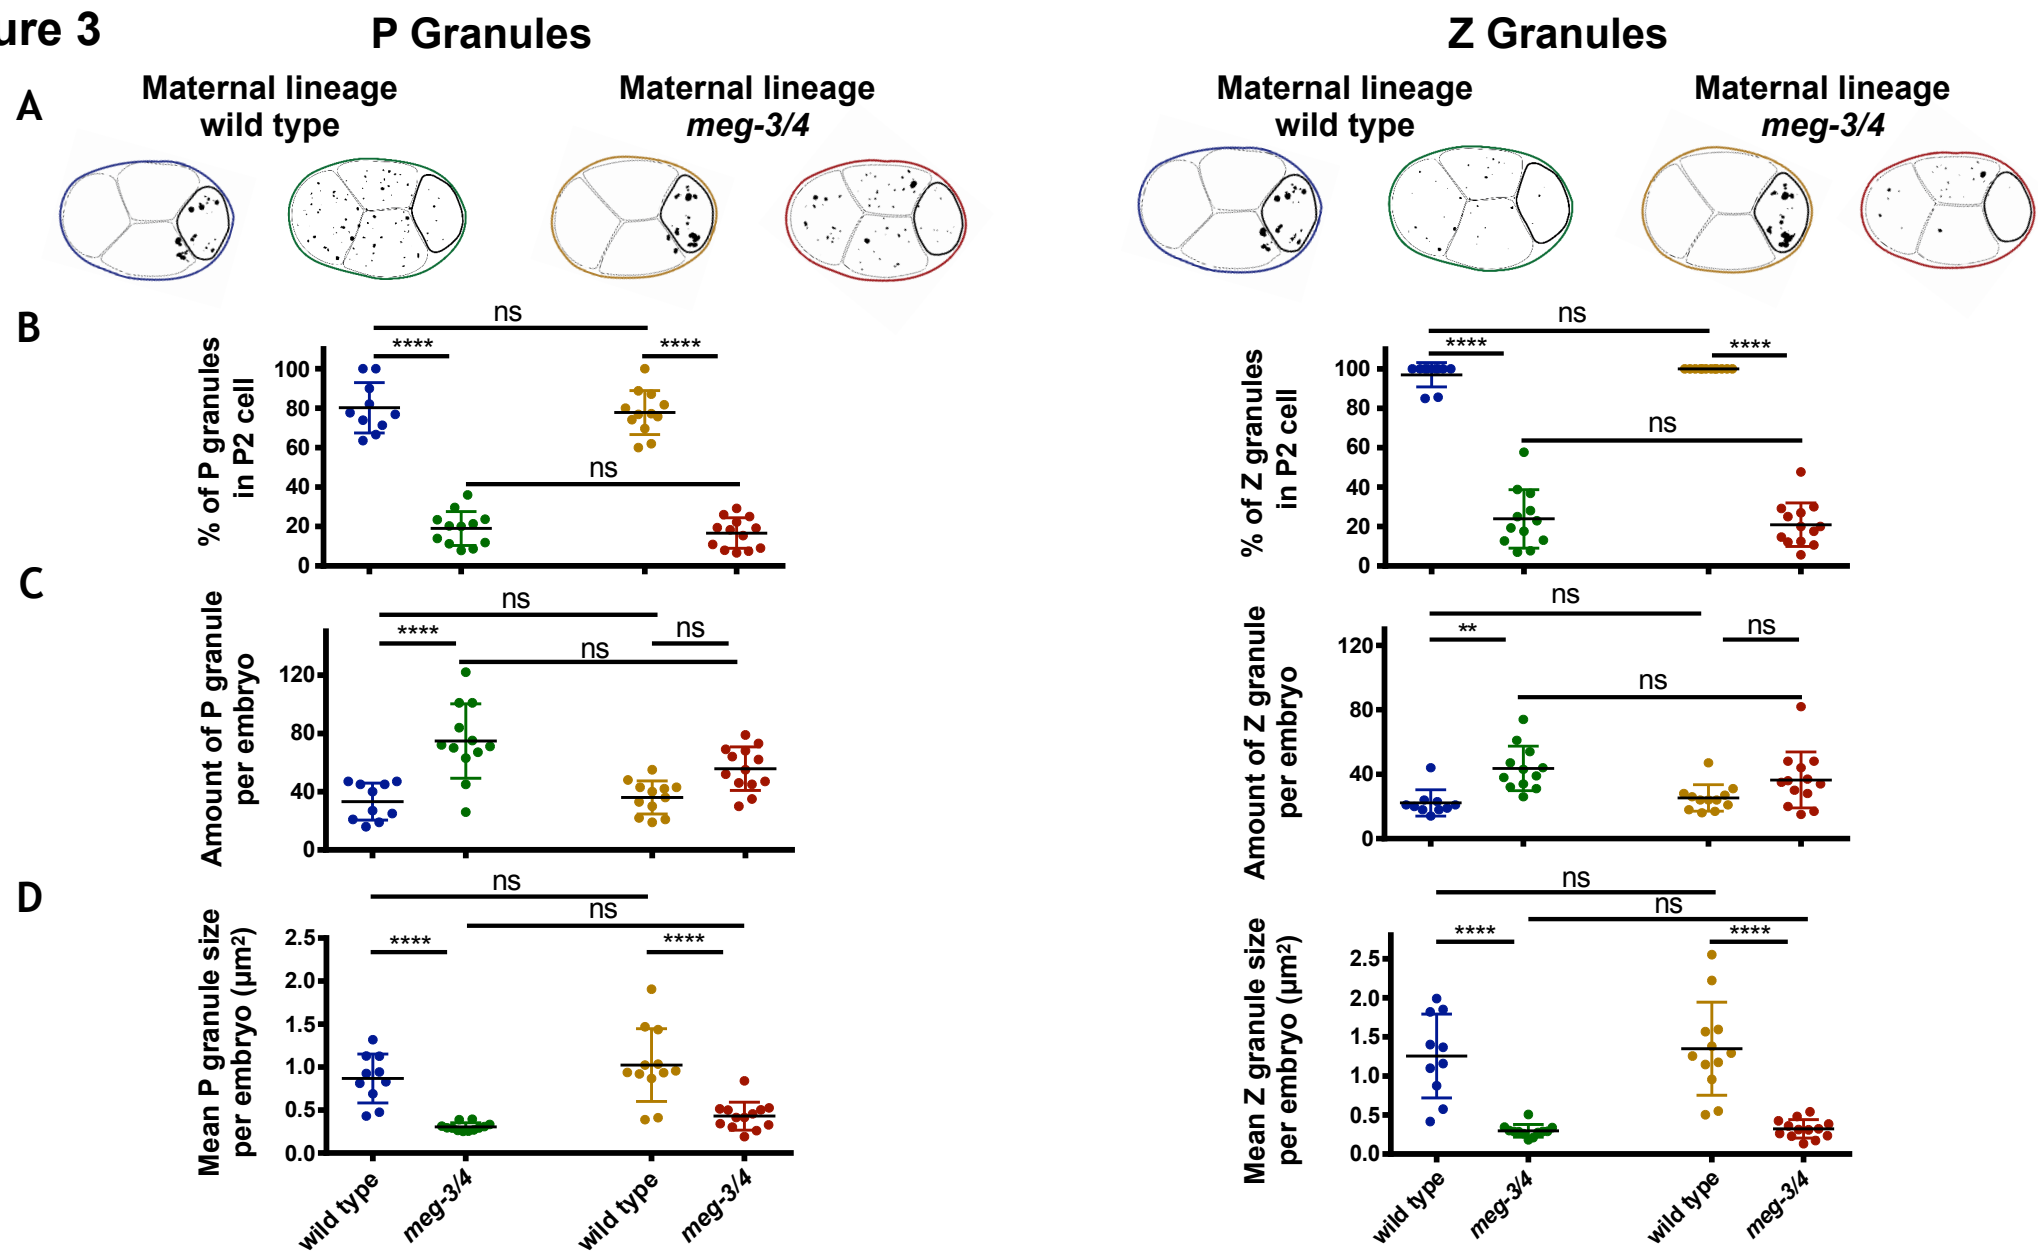 ure 3
P Granules
Z Granules
A
Maternal lineage
wild type
Maternal lineage
meg-3/4
Maternal lineage
wild type
Maternal lineage
meg-3/4
B
% of P granules
in P2 cell
100
80
60
40
20
0
ns
****
****
ns
% of Z granules
in P2 cell
100
80
60
40
20
0
ns
****
****
ns
C
Amount of P granule
per embryo
120
80
40
0
ns
****
ns
ns
Amount of Z granule
per embryo
120
80
40
0
ns
**
ns
ns
D
Mean P granule size
per embryo (µm²)
2.5
2.0
1.5
1.0
0.5
0.0
ns
ns
****
****
wild type
meg-3/4
wild type
meg-3/4
Mean Z granule size
per embryo (µm²)
2.5
2.0
1.5
1.0
0.5
0.0
ns
ns
****
****
wild type
meg-3/4
wild type
meg-3/4